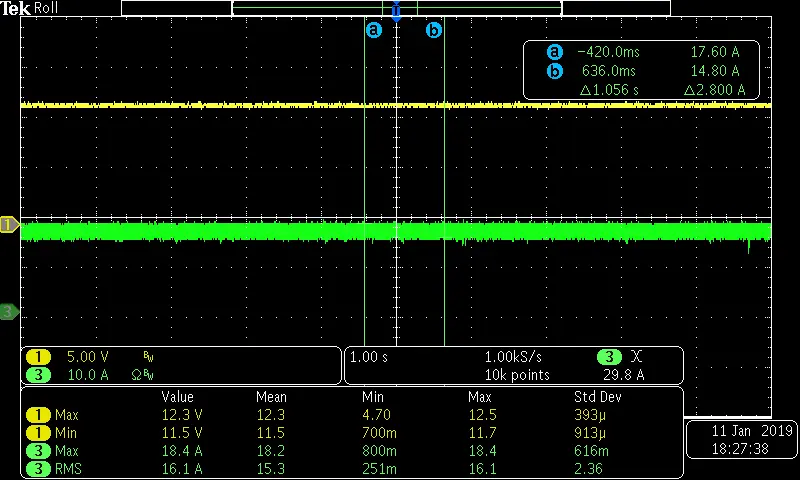 Tek Roll
a b
a −420.0ms 17.60 A
b 636.0ms 14.80 A
△1.056 s △2.800 A
1
3
1 5.00 V BW
3 10.0 A ΩBW
1.00 s 1.00kS/s 3
10k points 29.8 A
Value Mean Min Max Std Dev
1 Max 12.3 V 12.3 4.70 12.5 393µ
1 Min 11.5 V 11.5 700m 11.7 913µ
3 Max 18.4 A 18.2 800m 18.4 616m
3 RMS 16.1 A 15.3 251m 16.1 2.36
11 Jan 2019
18:27:38